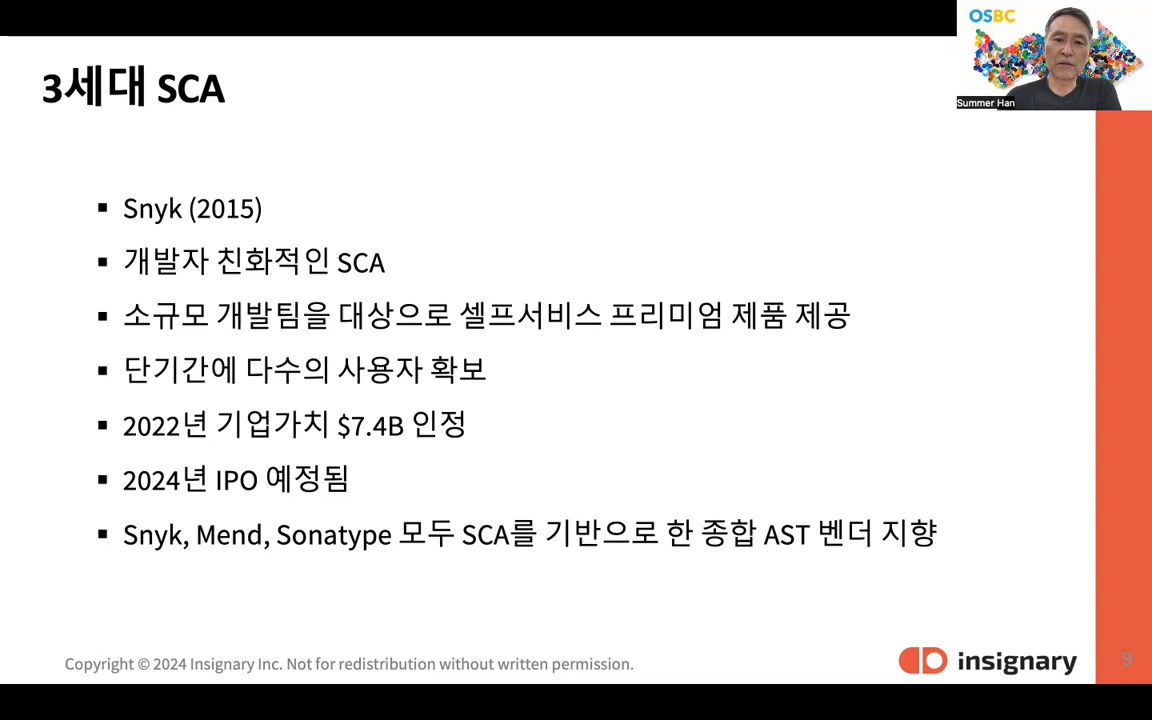 OSBC
Summer Han
3세대 SCA
▪ Snyk (2015)
▪ 개발자 친화적인 SCA
▪ 소규모 개발팀을 대상으로 셀프서비스 프리미엄 제품 제공
▪ 단기간에 다수의 사용자 확보
▪ 2022년 기업가치 $7.4B 인정
▪ 2024년 IPO 예정됨
▪ Snyk, Mend, Sonatype 모두 SCA를 기반으로 한 종합 AST 벤더 지향
Copyright © 2024 Insignary Inc. Not for redistribution without written permission.
insignary
9